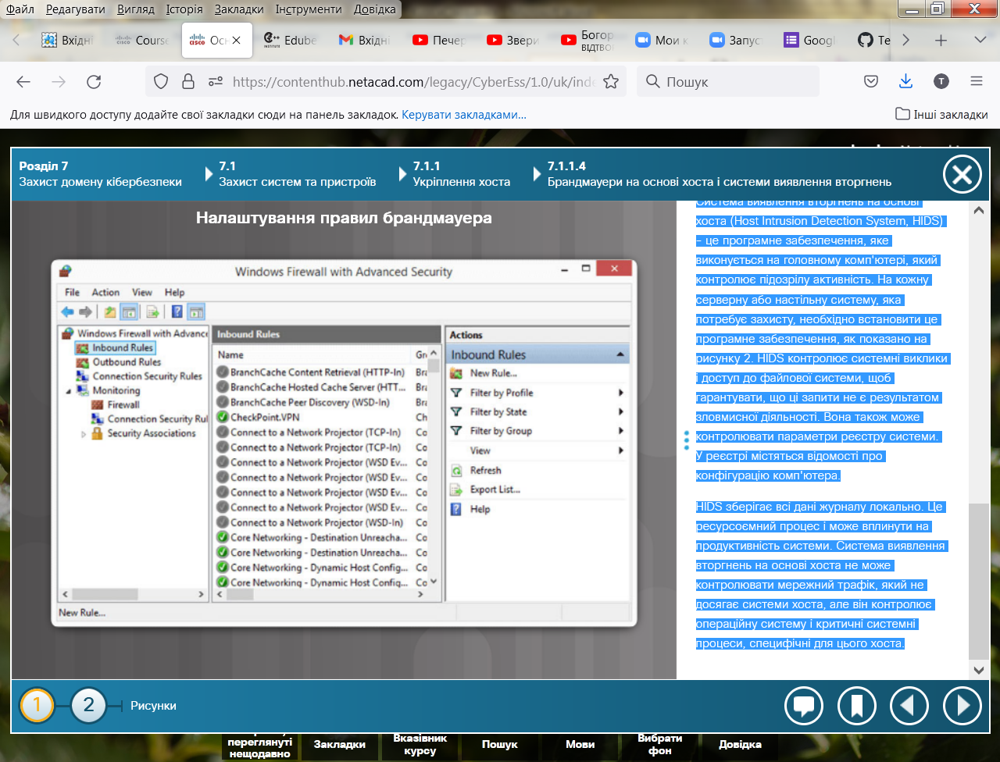 Файл Редагувати Вигляд Історія Закладки Інструменти Довідка
Вхідні Course Осн Edube Вхідні Печер Звери Богор Мои к Запус Googl Te
ВІДТВО
https://contenthub.netacad.com/legacy/CyberEss/1.0/uk/inde Пошук
Для швидкого доступу додайте свої закладки сюди на панель закладок. Керувати закладками... Інші закладки
Розділ 7
Захист домену кібербезпеки
7.1
Захист систем та пристроїв
7.1.1
Укріплення хоста
7.1.1.4
Брандмауери на основі хоста і системи виявлення вторгнень
Налаштування правил брандмауера
Windows Firewall with Advanced Security
File Action View Help
Windows Firewall with Advance
Inbound Rules
Outbound Rules
Connection Security Rules
Monitoring
Firewall
Connection Security Rul
Security Associations
Inbound Rules
Name Gr
BranchCache Content Retrieval (HTTP-In) Bra
BranchCache Hosted Cache Server (HTT... Bra
BranchCache Peer Discovery (WSD-In) Bra
CheckPoint.VPN Ch
Connect to a Network Projector (TCP-In) Co
Connect to a Network Projector (TCP-In) Co
Connect to a Network Projector (WSD Ev... Co
Connect to a Network Projector (WSD Ev... Co
Connect to a Network Projector (WSD Ev... Co
Connect to a Network Projector (WSD Ev... Co
Connect to a Network Projector (WSD-In) Co
Core Networking - Destination Unreacha... Co
Core Networking - Destination Unreacha... Co
Core Networking - Dynamic Host Config... Co
Core Networking - Dynamic Host Config... Co
Actions
Inbound Rules
New Rule...
Filter by Profile
Filter by State
Filter by Group
View
Refresh
Export List...
Help
New Rule...
Система виявлення вторгнень на основі
хоста (Host Intrusion Detection System, HIDS)
– це програмне забезпечення, яке
виконується на головному комп'ютері, який
контролює підозрілу активність. На кожну
серверну або настільну систему, яка
потребує захисту, необхідно встановити це
програмне забезпечення, як показано на
рисунку 2. HIDS контролює системні виклики
і доступ до файлової системи, щоб
гарантувати, що ці запити не є результатом
зловмисної діяльності. Вона також може
контролювати параметри реєстру системи.
У реєстрі містяться відомості про
конфігурацію комп'ютера.
HIDS зберігає всі дані журналу локально. Це
ресурсоємний процес і може вплинути на
продуктивність системи. Система виявлення
вторгнень на основі хоста не може
контролювати мережний трафік, який не
досягає системи хоста, але він контролює
операційну систему і критичні системні
процеси, специфічні для цього хоста.
1 2 Рисунки
переглянуті
нещодавно
Закладки
Вказівник
курсу
Пошук
Мови
Вибрати
фон
Довідка